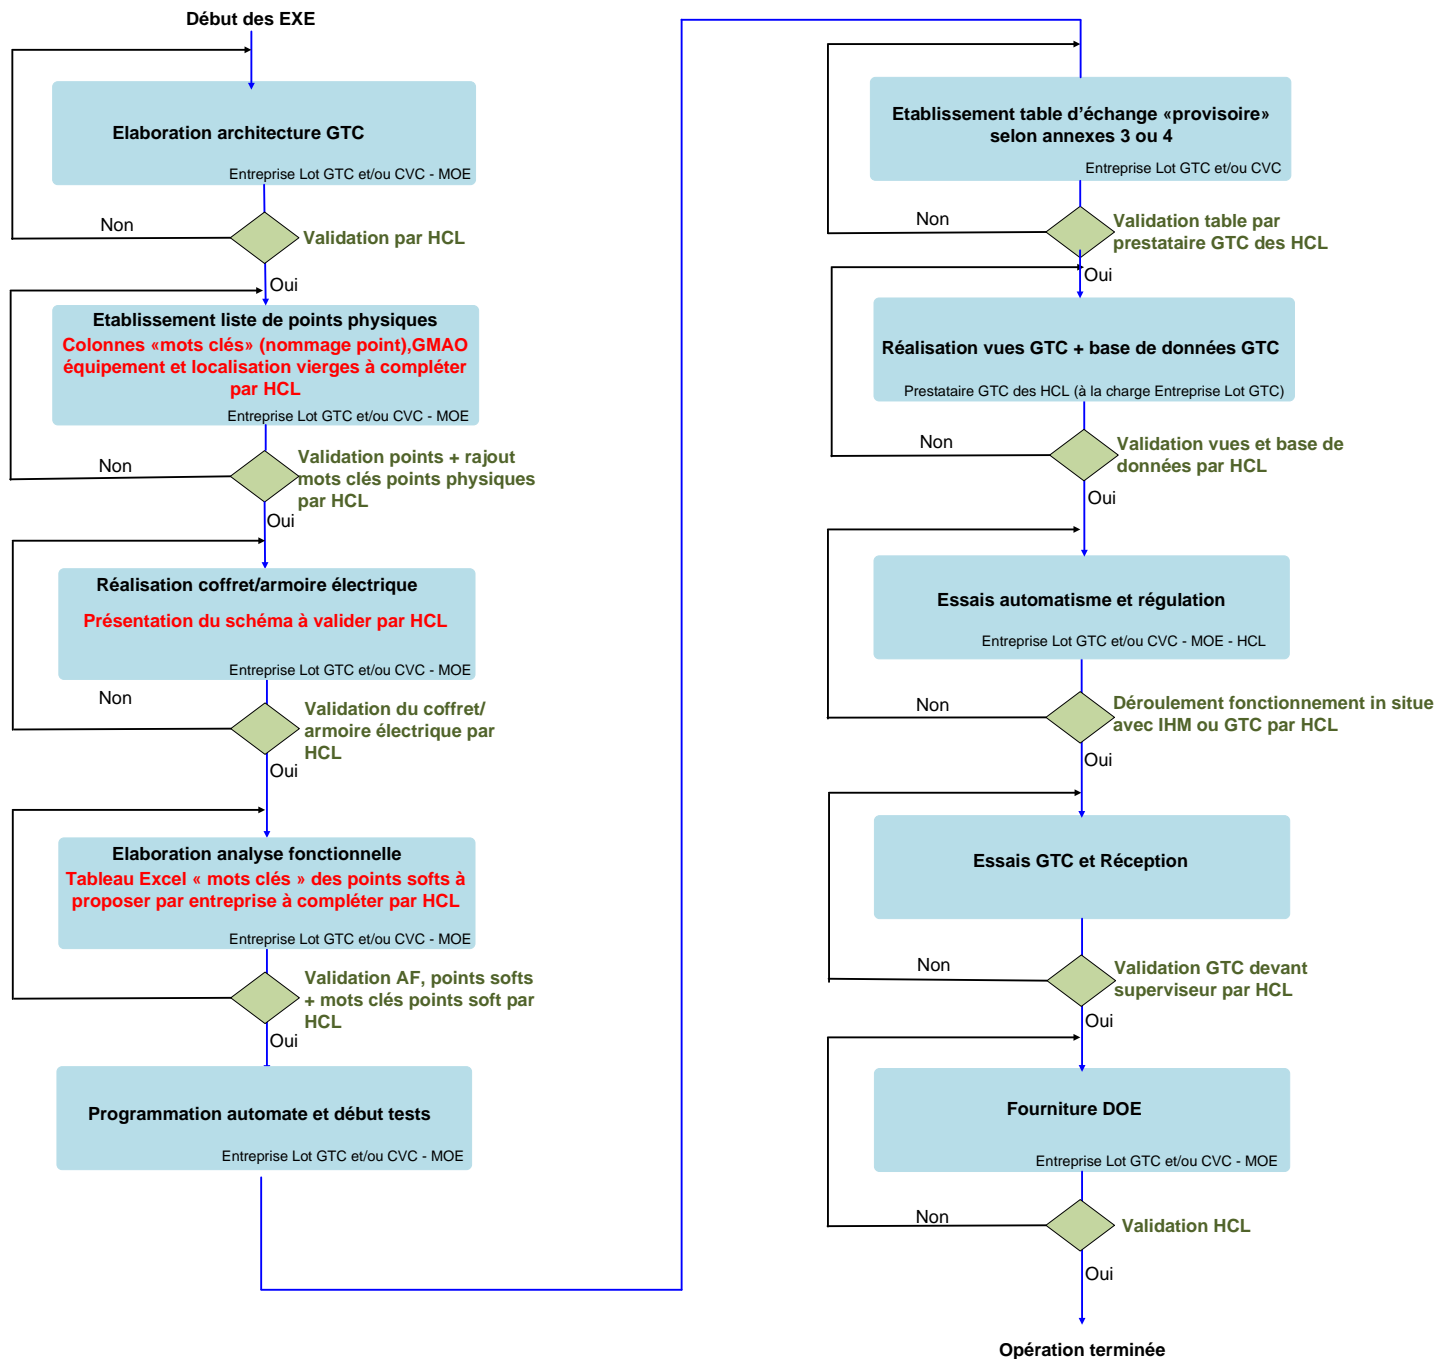 Début des EXE
Elaboration architecture GTC
Entreprise Lot GTC et/ou CVC - MOE
Non
Validation par HCL
Oui
Etablissement liste de points physiques
Colonnes «mots clés» (nommage point),GMAO
équipement et localisation vierges à compléter
par HCL
Entreprise Lot GTC et/ou CVC - MOE
Non
Validation points + rajout
mots clés points physiques
par HCL
Oui
Réalisation coffret/armoire électrique
Présentation du schéma à valider par HCL
Entreprise Lot GTC et/ou CVC - MOE
Non
Validation du coffret/
armoire électrique par
HCL
Oui
Elaboration analyse fonctionnelle
Tableau Excel « mots clés » des points softs à
proposer par entreprise à compléter par HCL
Entreprise Lot GTC et/ou CVC - MOE
Non
Validation AF, points softs
+ mots clés points soft par
HCL
Oui
Programmation automate et début tests
Entreprise Lot GTC et/ou CVC - MOE
Etablissement table d'échange «provisoire»
selon annexes 3 ou 4
Entreprise Lot GTC et/ou CVC
Non
Validation table par
prestataire GTC des HCL
Oui
Réalisation vues GTC + base de données GTC
Prestataire GTC des HCL (à la charge Entreprise Lot GTC)
Non
Validation vues et base de
données par HCL
Oui
Essais automatisme et régulation
Entreprise Lot GTC et/ou CVC - MOE - HCL
Non
Déroulement fonctionnement in situe
avec IHM ou GTC par HCL
Oui
Essais GTC et Réception
Non
Validation GTC devant
superviseur par HCL
Oui
Fourniture DOE
Entreprise Lot GTC et/ou CVC - MOE
Non
Validation HCL
Oui
Opération terminée